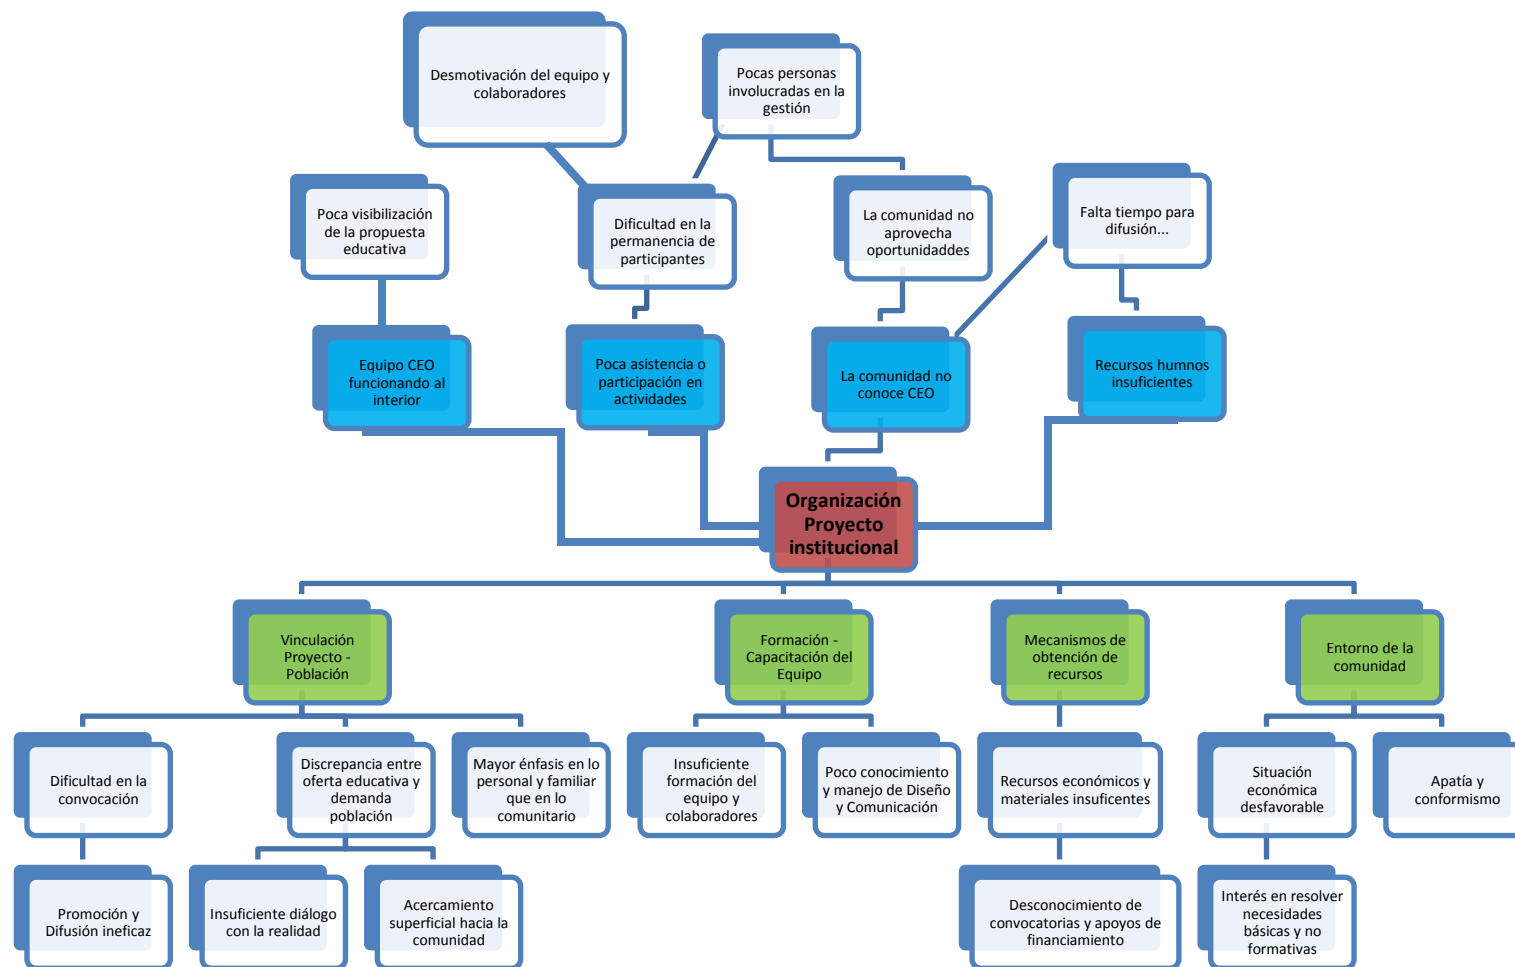 Desmotivación del equipo y
colaboradores
Pocas personas
involucradas en la
gestión
Poca visibilización
de la propuesta
educativa
Dificultad en la
permanencia de
participantes
La comunidad no
aprovecha
oportunidaddes
Falta tiempo para
difusión...
Equipo CEO
funcionando al
interior
Poca asistencia o
participación en
actividades
La comunidad no
conoce CEO
Recursos humnos
insuficientes
Organización
Proyecto
institucional
Vinculación
Proyecto -
Población
Formación -
Capacitación del
Equipo
Mecanismos de
obtención de
recursos
Entorno de la
comunidad
Dificultad en la
convocación
Discrepancia entre
oferta educativa y
demanda
población
Mayor énfasis en lo
personal y familiar
que en lo
comunitario
Insuficiente
formación del
equipo y
colaboradores
Poco conocimiento
y manejo de Diseño
y Comunicación
Recursos económicos y
materiales insuficentes
Situación
económica
desfavorable
Apatía y
conformismo
Promoción y
Difusión ineficaz
Insuficiente diálogo
con la realidad
Acercamiento
superficial hacia la
comunidad
Desconocimiento de
convocatorias y apoyos de
financiamiento
Interés en resolver
necesidades
básicas y no
formativas